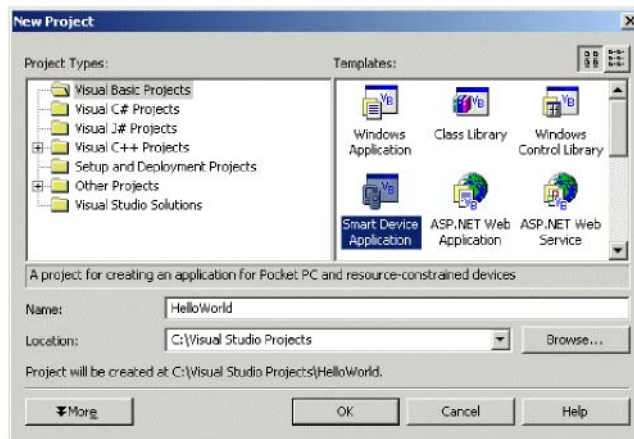 New Project
Project Types:
Templates:
Visual Basic Projects
Visual C# Projects
Visual J# Projects
Visual C++ Projects
Setup and Deployment Projects
Other Projects
Visual Studio Solutions
Windows Application
Class Library
Windows Control Library
Smart Device Application
ASP.NET Web Application
ASP.NET Web Service
A project for creating an application for Pocket PC and resource-constrained devices
Name:
HelloWorld
Location:
C:\Visual Studio Projects
Browse...
Project will be created at C:\Visual Studio Projects\HelloWorld.
More
OK
Cancel
Help